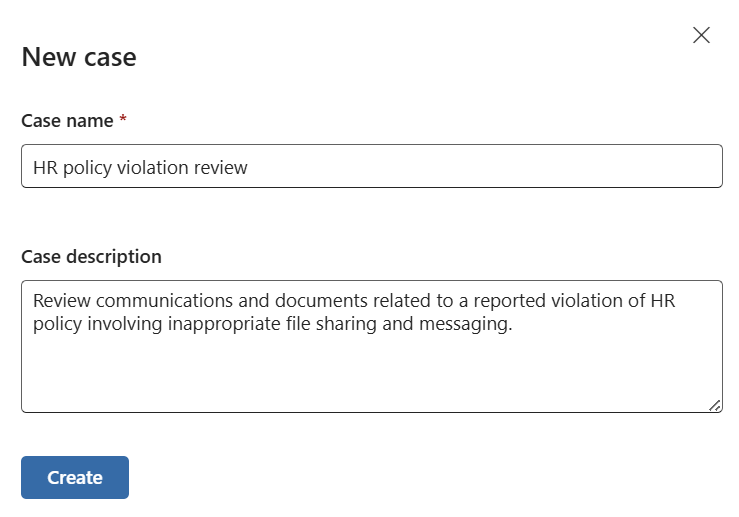 New case
Case name *
HR policy violation review
Case description
Review communications and documents related to a reported violation of HR
policy involving inappropriate file sharing and messaging.
Create